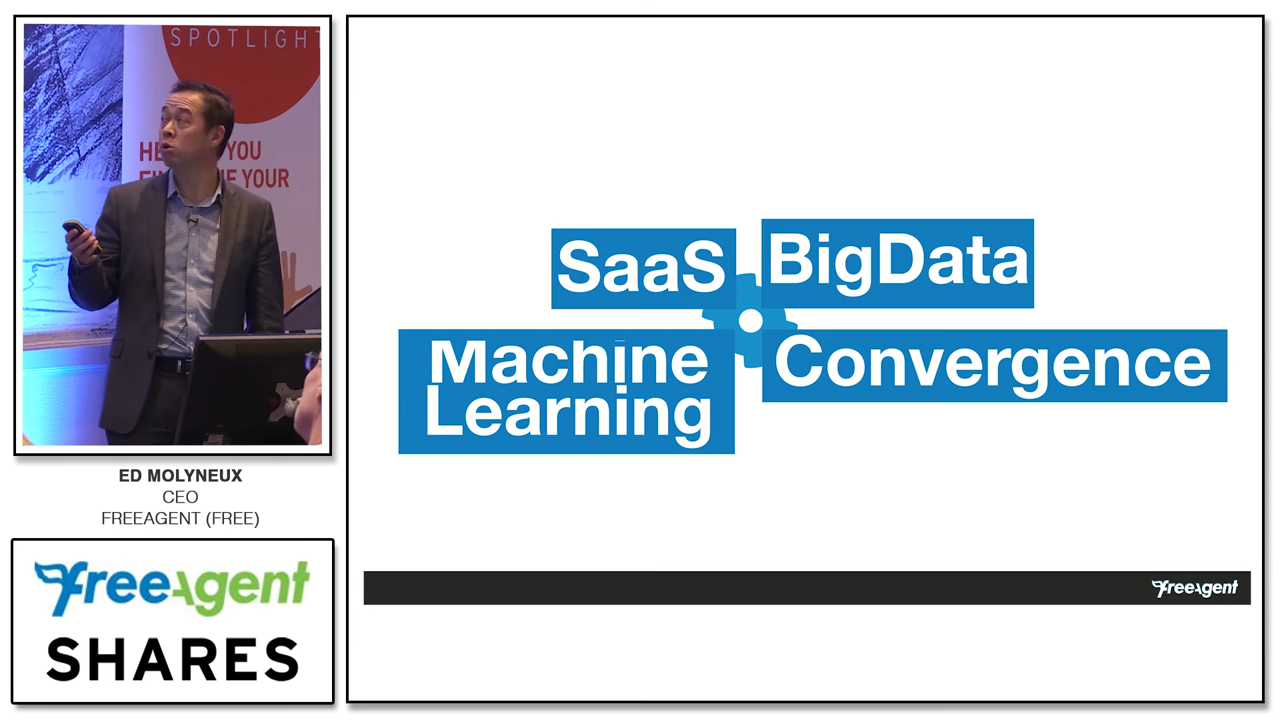 SPOTLIGHT
YOU
YOUR
ED MOLYNEUX
CEO
FREEAGENT (FREE)
freeAgent
SHARES
SaaS
BigData
Machine
Learning
Convergence
freeAgent